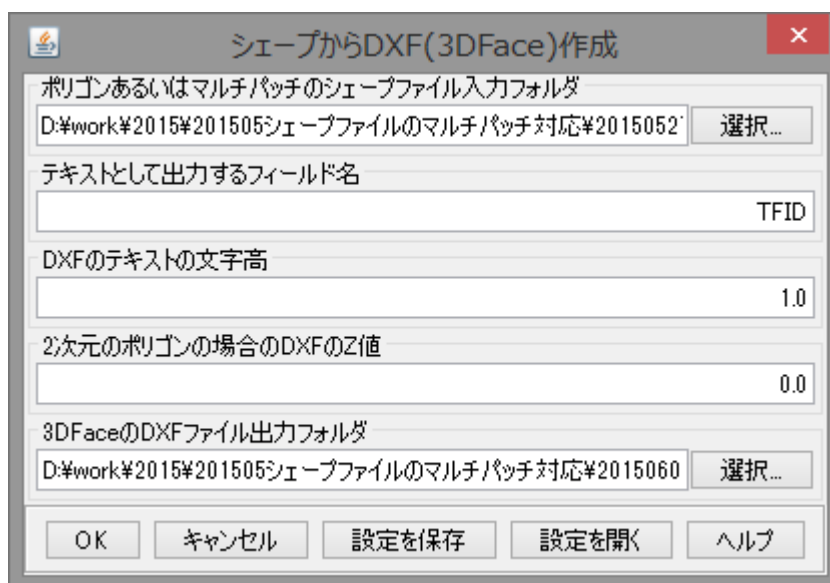 シェープからDXF(3DFace)作成
ポリゴンあるいはマルチパッチのシェープファイル入力フォルダ
D:¥work¥2015¥201505シェープファイルのマルチパッチ対応¥2015052 選択...
テキストとして出力するフィールド名
TFID
DXFのテキストの文字高
1.0
2次元のポリゴンの場合のDXFのZ値
0.0
3DFaceのDXFファイル出力フォルダ
D:¥work¥2015¥201505シェープファイルのマルチパッチ対応¥2015060 選択...
OK キャンセル 設定を保存 設定を開く ヘルプ